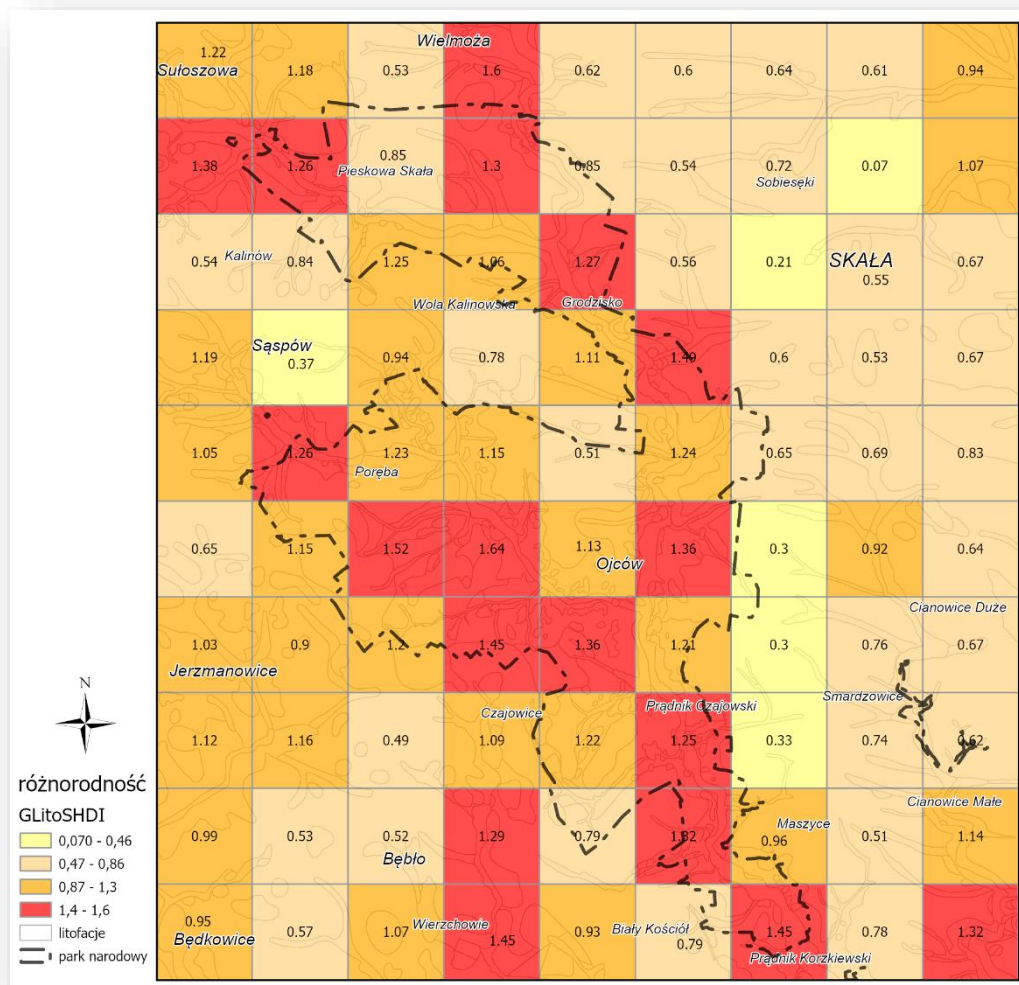 Wielmoża
1.22
Sułoszowa
1.18 0.53 1.6 0.62 0.6 0.64 0.61 0.94
1.38 1.26 0.85 1.3 0.85 0.54 0.72 0.07 1.07
Pieskowa Skała
Sobiesęki
0.54 Kalinów 0.84 1.25 1.06 1.27 0.56 0.21 SKAŁA 0.67
0.55
Wola Kalinowska Grodzisko
Sąspów
1.19 0.37 0.94 0.78 1.11 1.49 0.6 0.53 0.67
1.05 1.26 1.23 1.15 0.51 1.24 0.65 0.69 0.83
Poręba
0.65 1.15 1.52 1.64 1.13 1.36 0.3 0.92 0.64
Ojców
Cianowice Duże
1.03 0.9 1.2 1.45 1.36 1.21 0.3 0.76 0.67
Jerzmanowice
N
Smardzowice
Czajowice Prądnik Czajowski
1.12 1.16 0.49 1.09 1.22 1.25 0.33 0.74 0.62
różnorodność
GLitoSHDI
0,070 - 0,46
0,47 - 0,86
0,87 - 1,3
1,4 - 1,6
litofacje
park narodowy
Cianowice Małe
Maszyce
0.99 0.53 0.52 1.29 0.79 0.96 0.51 1.14
Bębło
0.95 0.57 1.07 Wierzchowie 0.93 Biały Kościół 1.45 0.78 1.32
Będkowice 1.45 0.79
Prądnik Korzkiewski